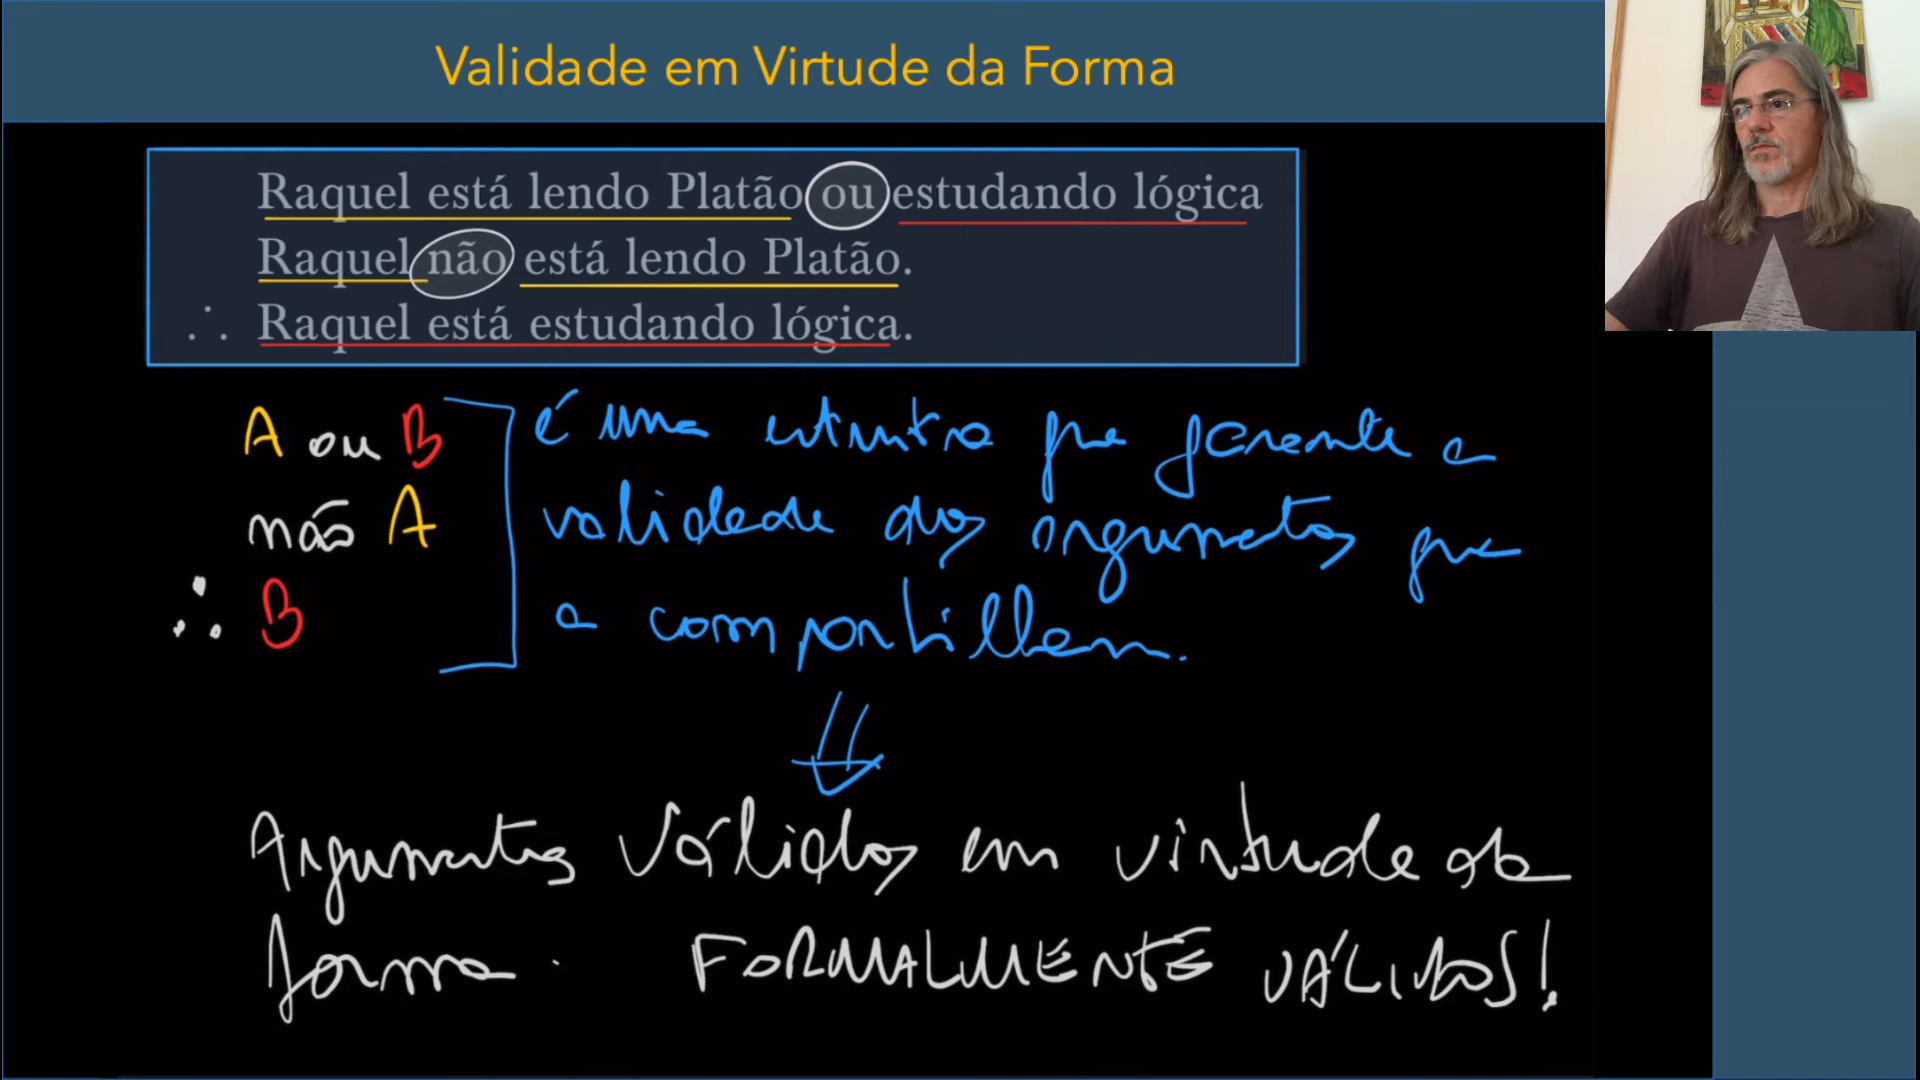 Validade em Virtude da Forma
Raquel está lendo Platão ou estudando lógica
Raquel não está lendo Platão.
∴ Raquel está estudando lógica.
A ou B
não A
∴ B
é uma estrutura que garante a
validade dos argumentos que
a compartilham.
Argumentos válidos em virtude da
forma. FORMALMENTE VÁLIDOS!